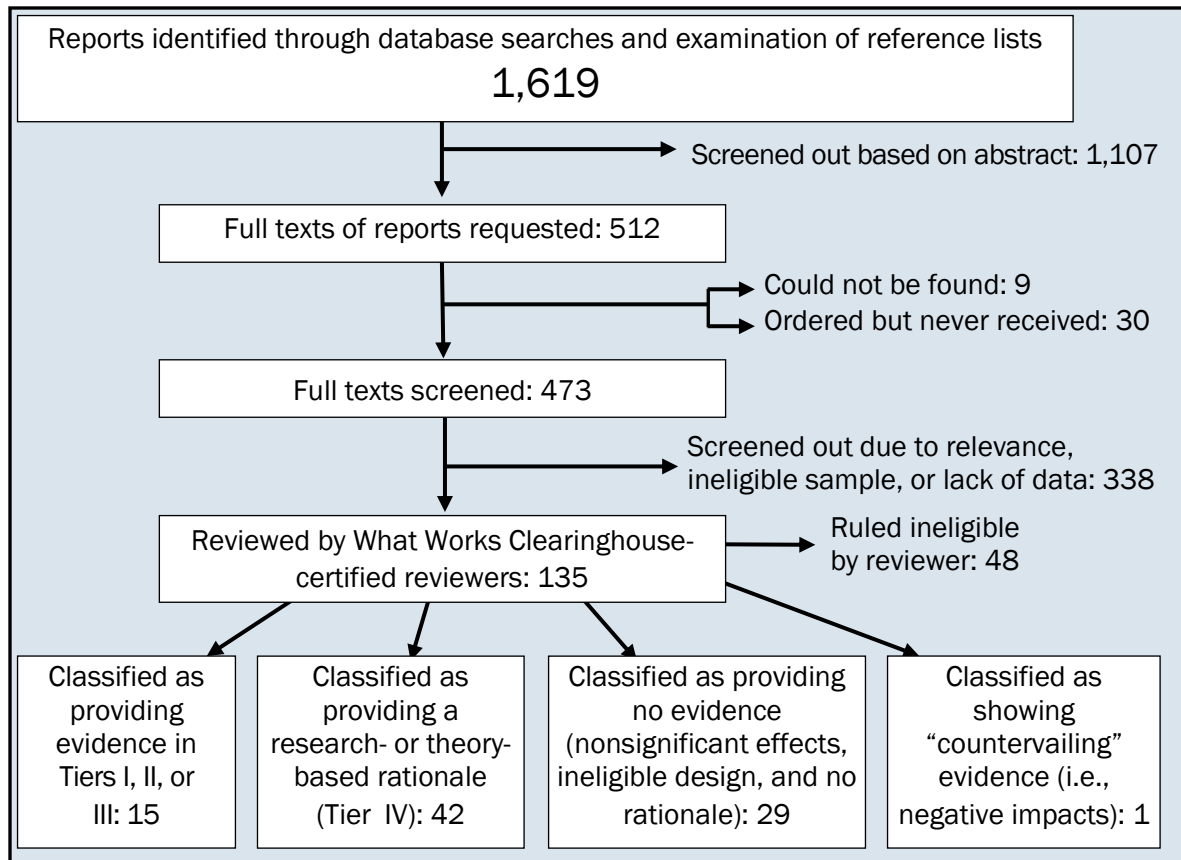 Reports identified through database searches and examination of reference lists
1,619
Screened out based on abstract: 1,107
Full texts of reports requested: 512
Could not be found: 9
Ordered but never received: 30
Full texts screened: 473
Screened out due to relevance,
ineligible sample, or lack of data: 338
Reviewed by What Works Clearinghouse-
certified reviewers: 135
Ruled ineligible
by reviewer: 48
Classified as
providing
evidence in
Tiers I, II, or
III: 15
Classified as
providing a
research- or theory-
based rationale
(Tier IV): 42
Classified as providing
no evidence
(nonsignificant effects,
ineligible design, and no
rationale): 29
Classified as
showing
“countervailing”
evidence (i.e.,
negative impacts): 1